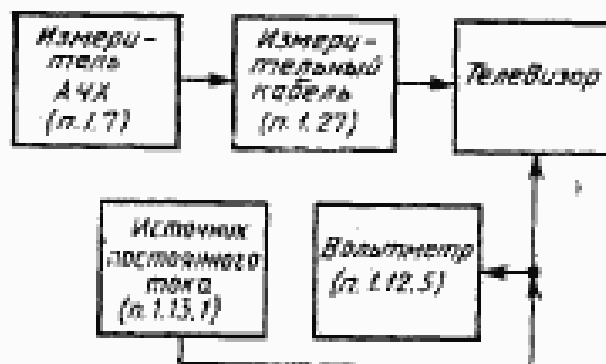 Измери-
тель
АЧХ
(п.1.7)
Измери-
тельный
кабель
(п.1.27)
Телевизор
Источник
постоянного
тока
(п.1.13.1)
Вольтметр
(п.1.12.5)